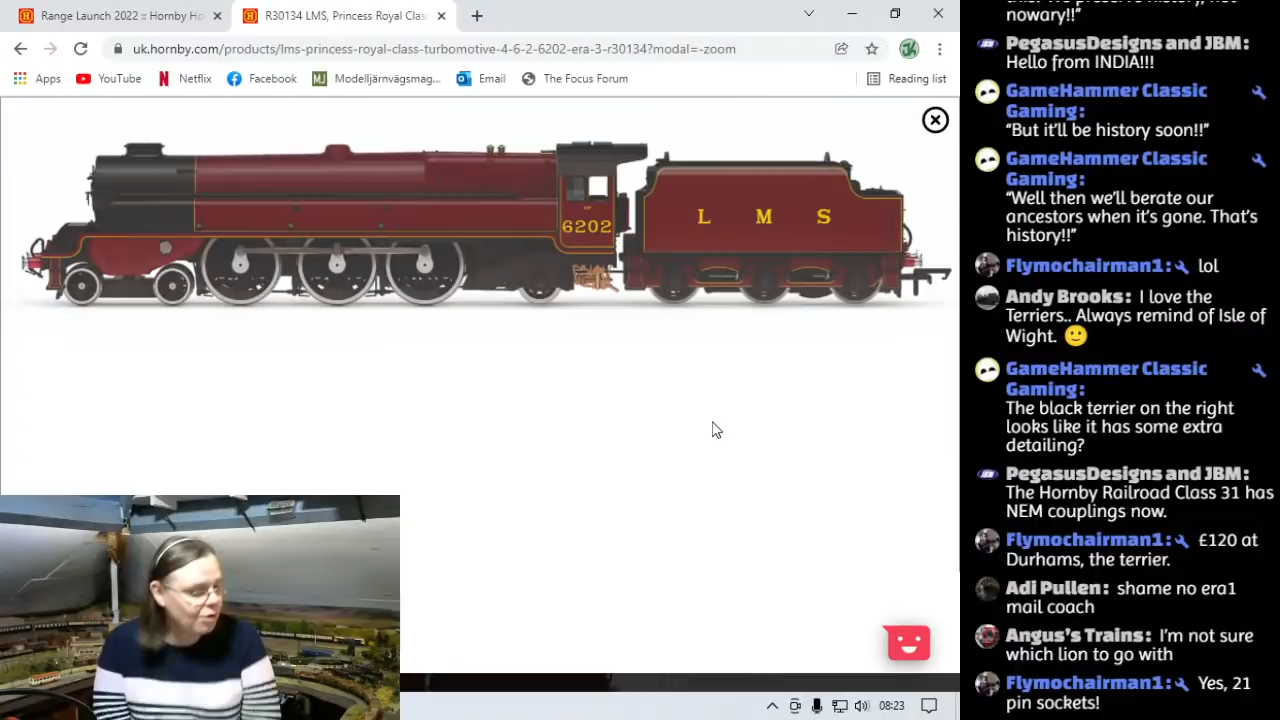 Range Launch 2022 :: Hornby Ho
R30134 LMS, Princess Royal Clas
uk.hornby.com/products/lms-princess-royal-class-turbomotive-4-6-2-6202-era-3-r30134?modal=-zoom
Apps YouTube Netflix Facebook MJ Modelljärnvägsmag... Email The Focus Forum Reading list
6202
L M S
08:23
nowary!!”
PegasusDesigns and JBM:
Hello from INDIA!!!
GameHammer Classic
Gaming:
“But it’ll be history soon!!”
GameHammer Classic
Gaming:
“Well then we’ll berate our
ancestors when it’s gone. That’s
history!!”
Flymochairman1: lol
Andy Brooks: I love the
Terriers.. Always remind of Isle of
Wight. 🙂
GameHammer Classic
Gaming:
The black terrier on the right
looks like it has some extra
detailing?
PegasusDesigns and JBM:
The Hornby Railroad Class 31 has
NEM couplings now.
Flymochairman1: £120 at
Durhams, the terrier.
Adi Pullen: shame no era1
mail coach
Angus’s Trains: I’m not sure
which lion to go with
Flymochairman1: Yes, 21
pin sockets!